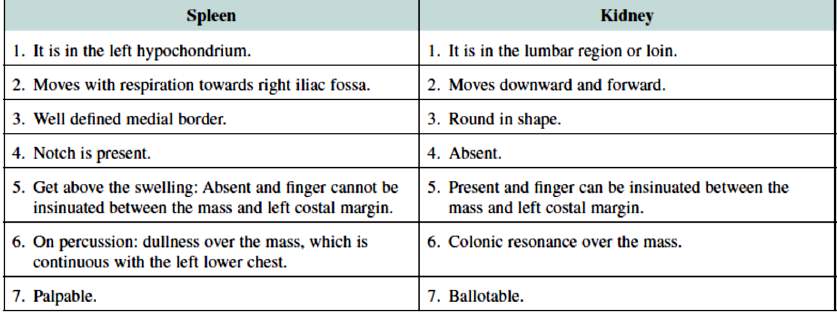 Spleen Kidney
1. It is in the left hypochondrium. 1. It is in the lumbar region or loin.
2. Moves with respiration towards right iliac fossa. 2. Moves downward and forward.
3. Well defined medial border. 3. Round in shape.
4. Notch is present. 4. Absent.
5. Get above the swelling: Absent and finger cannot be 5. Present and finger can be insinuated between the
insinuated between the mass and left costal margin. mass and left costal margin.
6. On percussion: dullness over the mass, which is 6. Colonic resonance over the mass.
continuous with the left lower chest.
7. Palpable. 7. Ballotable.